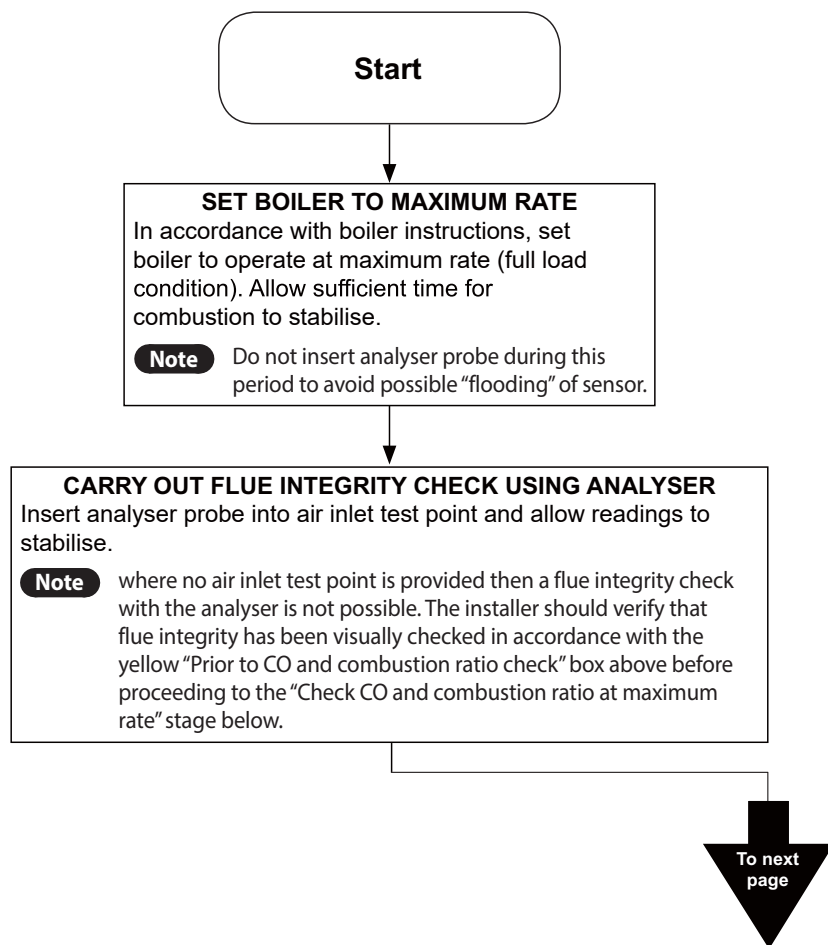 Start
SET BOILER TO MAXIMUM RATE
In accordance with boiler instructions, set
boiler to operate at maximum rate (full load
condition). Allow sufficient time for
combustion to stabilise.
Note Do not insert analyser probe during this
period to avoid possible “flooding” of sensor.
CARRY OUT FLUE INTEGRITY CHECK USING ANALYSER
Insert analyser probe into air inlet test point and allow readings to
stabilise.
Note where no air inlet test point is provided then a flue integrity check
with the analyser is not possible. The installer should verify that
flue integrity has been visually checked in accordance with the
yellow “Prior to CO and combustion ratio check” box above before
proceeding to the “Check CO and combustion ratio at maximum
rate” stage below.
To next
page